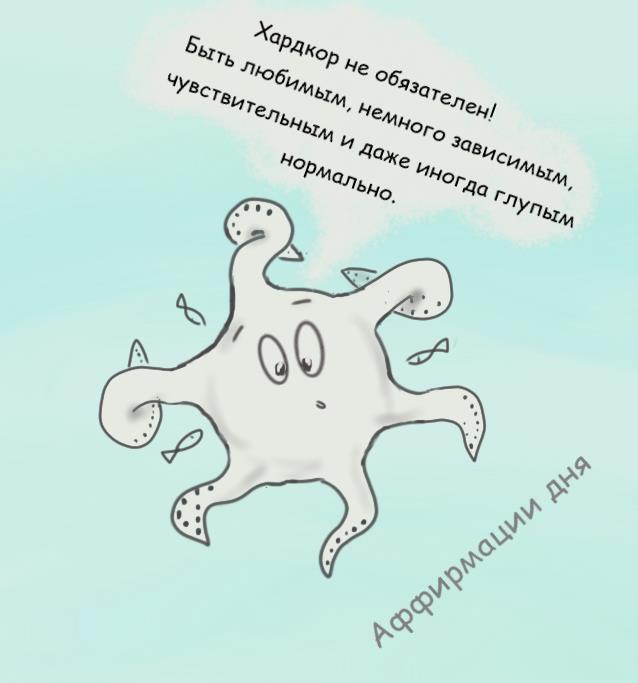 Хардкор не обязателен!
Быть любимым, немного зависимым,
чувствительным и даже иногда глупым
нормально.
Аффирмации дня